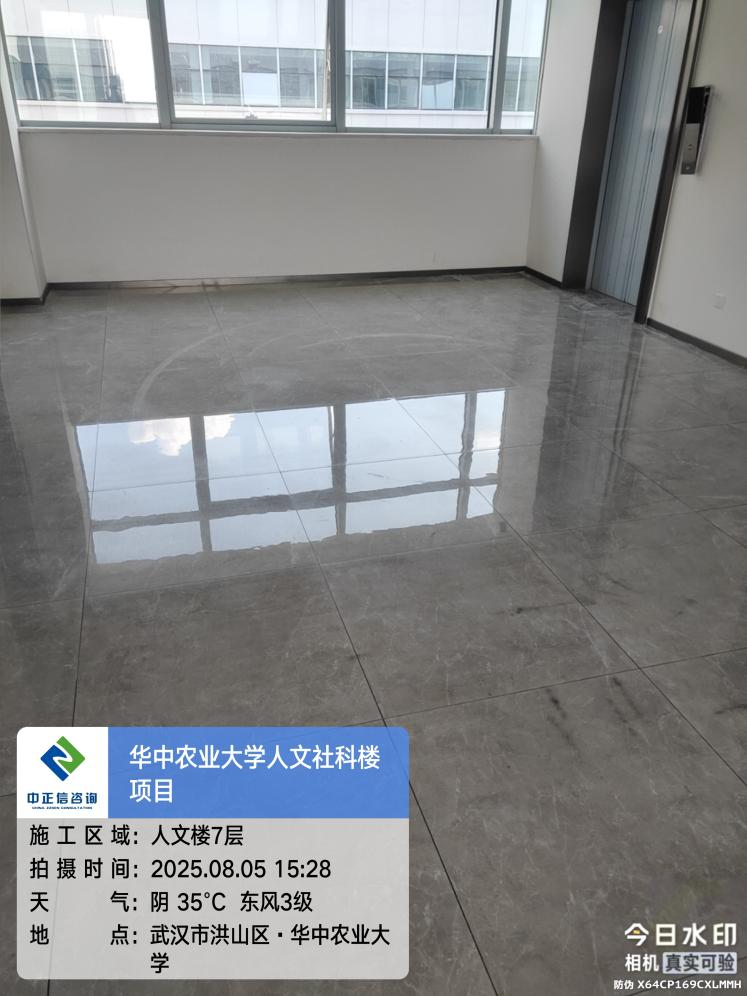 中正信咨询
华中农业大学人文社科楼
项目
施工区域：人文楼7层
拍摄时间：2025.08.05 15:28
天气：阴 35℃ 东风3级
地点：武汉市洪山区·华中农业大
学
今日水印
相机 真实可验
防伪 X64CP169CXLMMH